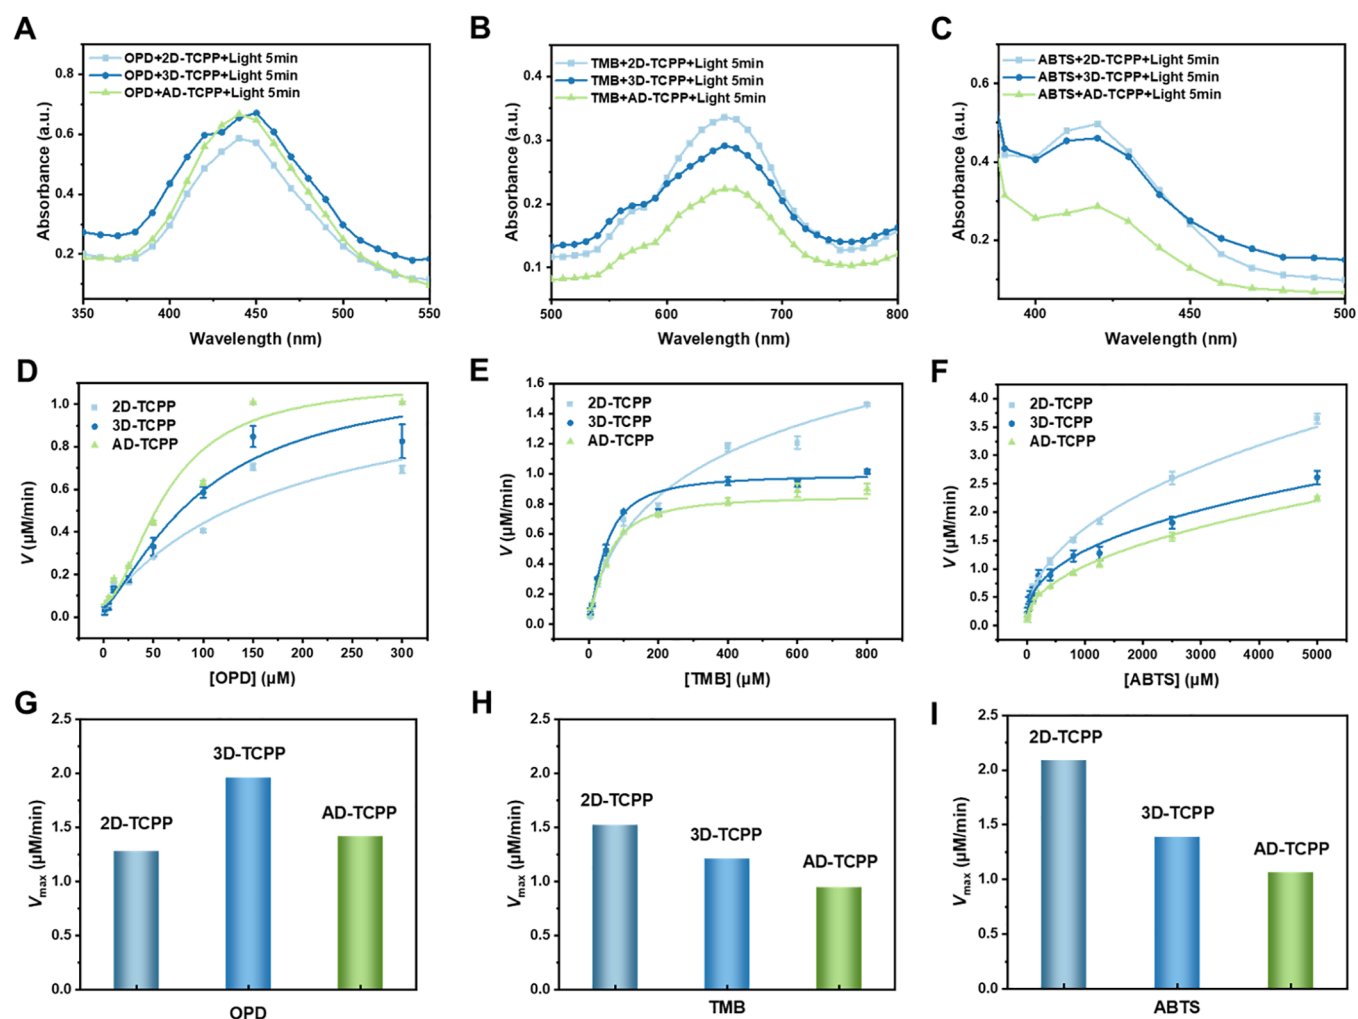 A
OPD+2D-TCPP+Light 5min
OPD+3D-TCPP+Light 5min
OPD+AD-TCPP+Light 5min
Absorbance (a.u.)
0.8
0.6
0.4
0.2
350
400
450
500
550
Wavelength (nm)
B
TMB+2D-TCPP+Light 5min
TMB+3D-TCPP+Light 5min
TMB+AD-TCPP+Light 5min
Absorbance (a.u.)
0.4
0.3
0.2
0.1
500
600
700
800
Wavelength (nm)
C
ABTS+2D-TCPP+Light 5min
ABTS+3D-TCPP+Light 5min
ABTS+AD-TCPP+Light 5min
Absorbance (a.u.)
0.6
0.4
0.2
400
450
500
Wavelength (nm)
D
2D-TCPP
3D-TCPP
AD-TCPP
V (µM/min)
1.0
0.8
0.6
0.4
0.2
0.0
0
50
100
150
200
250
300
[OPD] (µM)
E
2D-TCPP
3D-TCPP
AD-TCPP
V (µM/min)
1.6
1.4
1.2
1.0
0.8
0.6
0.4
0.2
0.0
0
200
400
600
800
[TMB] (µM)
F
2D-TCPP
3D-TCPP
AD-TCPP
V (µM/min)
4.0
3.5
3.0
2.5
2.0
1.5
1.0
0.5
0.0
0
1000
2000
3000
4000
5000
[ABTS] (µM)
G
2D-TCPP
3D-TCPP
AD-TCPP
Vmax (µM/min)
2.5
2.0
1.5
1.0
0.5
0.0
OPD
H
2D-TCPP
3D-TCPP
AD-TCPP
Vmax (µM/min)
2.5
2.0
1.5
1.0
0.5
0.0
TMB
I
2D-TCPP
3D-TCPP
AD-TCPP
Vmax (µM/min)
2.5
2.0
1.5
1.0
0.5
0.0
ABTS